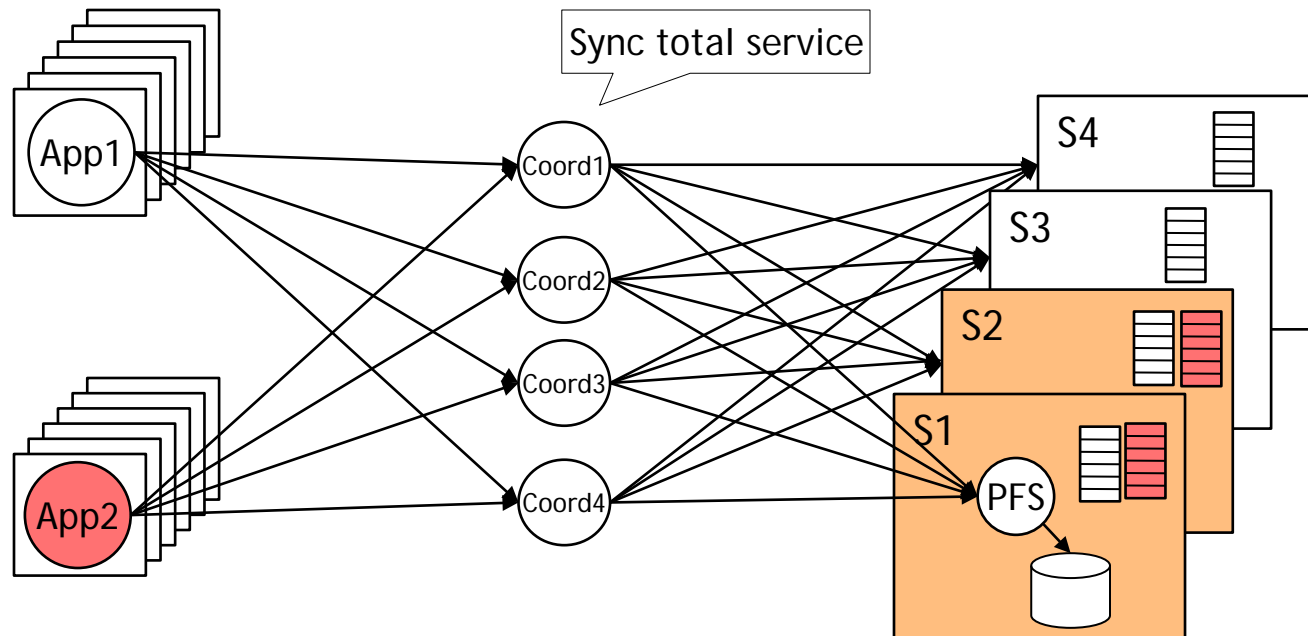 Sync total service
App1
Coord1
S4
S3
Coord2
S2
Coord3
S1
App2
Coord4
PFS